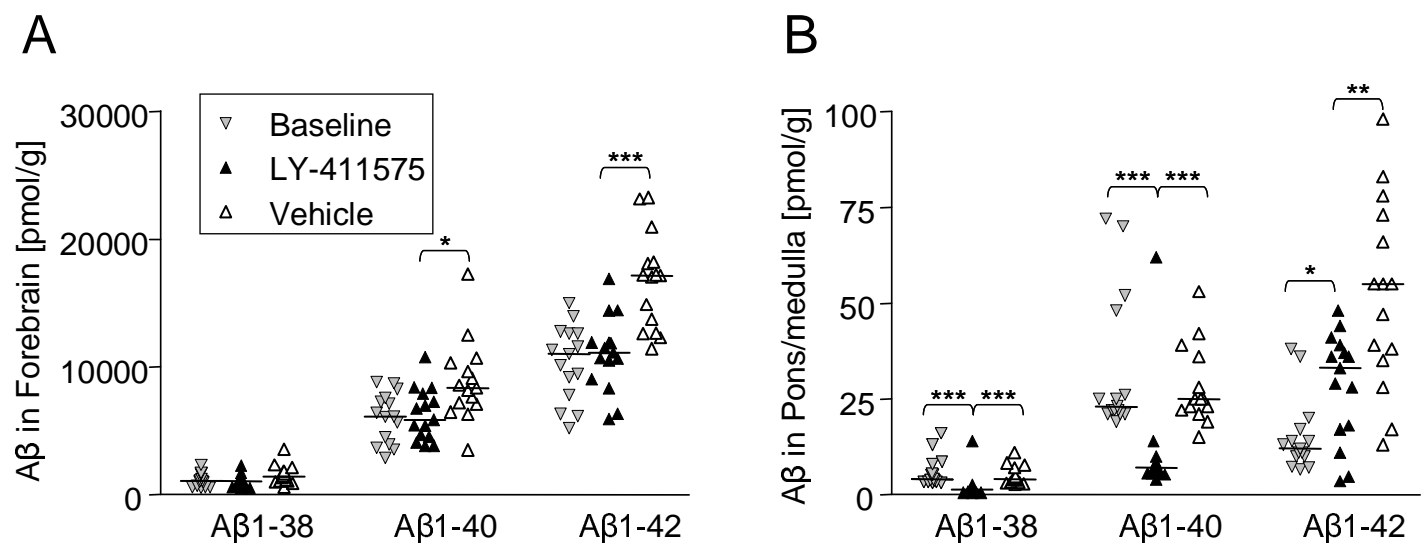 A
Aβ in Forebrain [pmol/g]
30000
20000
10000
0
Baseline
LY-411575
Vehicle
*
***
Aβ1-38
Aβ1-40
Aβ1-42
B
Aβ in Pons/medulla [pmol/g]
100
75
50
25
0
***
***
***
***
*
**
Aβ1-38
Aβ1-40
Aβ1-42